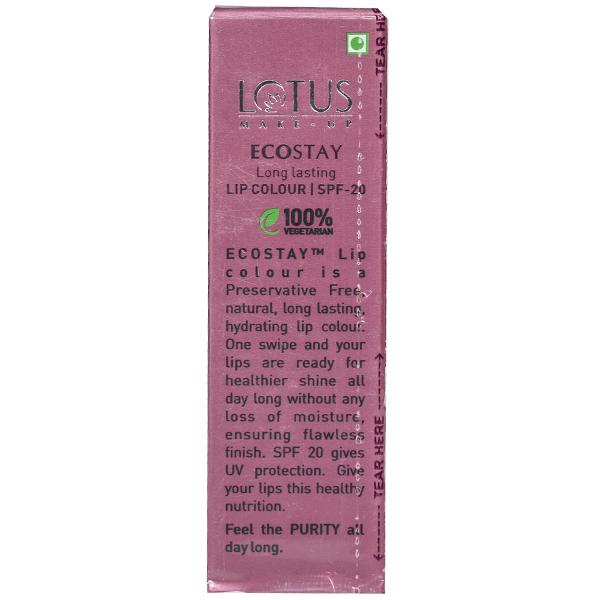 LOTUS
MAKE-UP
ECOSTAY
Long lasting
LIP COLOUR | SPF-20
100%
VEGETARIAN
ECOSTAY™ Lip
colour is a
Preservative Free,
natural, long lasting,
hydrating lip colour.
One swipe and your
lips are ready for
healthier shine all
day long without any
loss of moisture,
ensuring flawless
finish. SPF 20 gives
UV protection. Give
your lips this healthy
nutrition.
Feel the PURITY all
day long.
TEAR HE
TEAR HERE